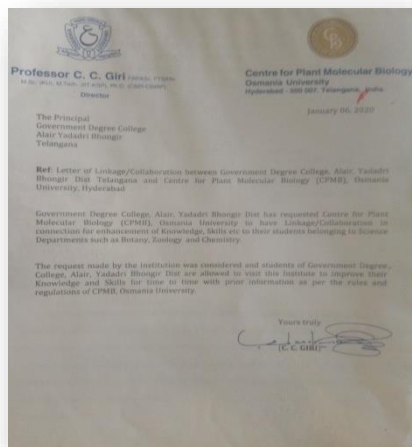 Professor C. C. Giri
Director
Centre for Plant Molecular Biology
Osmania University
Hyderabad - 500 007. Telangana, India
January 06, 2020
The Principal
Government Degree College
Alair Yadadri Bhongir
Telangana
Ref: Letter of Linkage/Collaboration between Government Degree College, Alair, Yadadri
Bhongir Dist Telangana and Centre for Plant Molecular Biology (CPMB), Osmania
University, Hyderabad
Government Degree College, Alair, Yadadri Bhongir Dist has requested Centre for Plant
Molecular Biology (CPMB), Osmania University to have Linkage/Collaboration in
connection for enhancement of Knowledge, Skills etc to their students belonging to Science
Departments such as Botany, Zoology and Chemistry.
The request made by the institution was considered and students of Government Degree
College, Alair, Yadadri Bhongir Dist are allowed to visit this Institute to improve their
Knowledge and Skills for time to time with prior information as per the rules and
regulations of CPMB, Osmania University.
Yours truly
(C. C. GIRI)